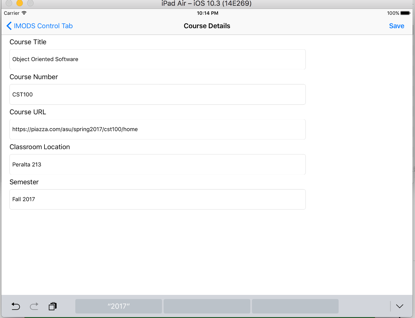 iPad Air – iOS 10.3 (14E269)
Carrier 10:14 PM 100%
IMODS Control Tab Course Details Save
Course Title
Object Oriented Software
Course Number
CST100
Course URL
https://piazza.com/asu/spring2017/cst100/home
Classroom Location
Peralta 213
Semester
Fall 2017
"2017"